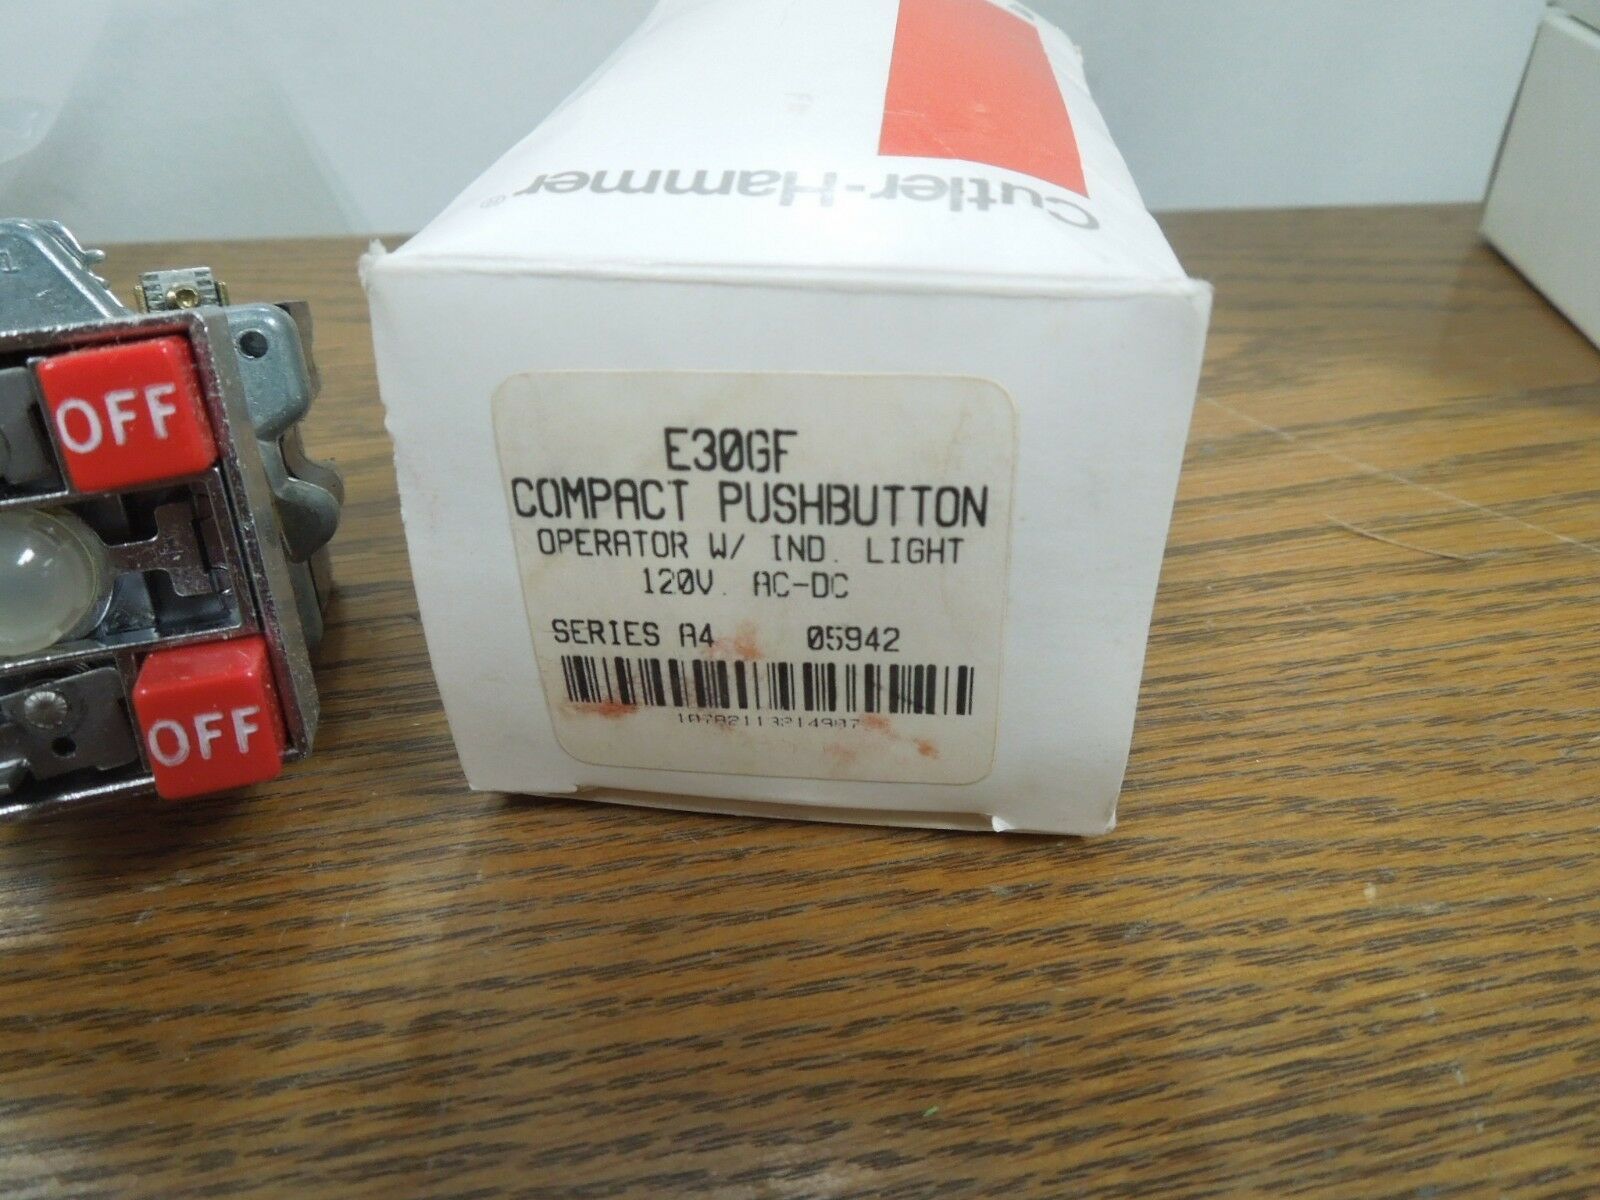 Cutler-Hammer®
OFF
OFF
E30GF
COMPACT PUSHBUTTON
OPERATOR W/ IND. LIGHT
120V. AC-DC
SERIES A4 05942